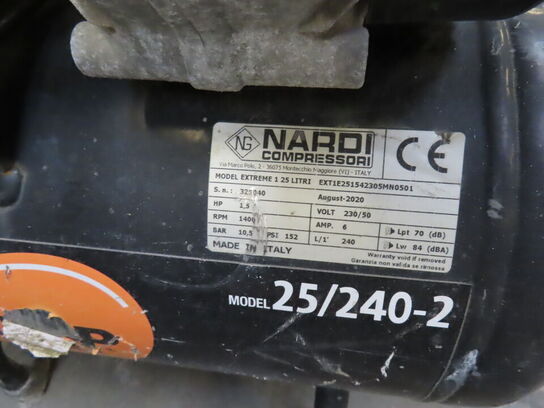 NG NARDI
COMPRESSORI
CE
Via Marco Polo, 2 - 36075 Montecchio Maggiore (VI) - ITALY
MODEL EXTREME 1 25 LITRI EXT1E25154230SMN0501
S. n.: 325040 August-2020
HP 1,5 VOLT 230/50
RPM 1400 AMP. 6 Lpt 70 (dB)
BAR 10,5 PSI 152 L/1' 240 Lw 84 (dBA)
MADE IN ITALY
Warranty void if removed
Garanzia non valida se rimossa
MODEL 25/240-2